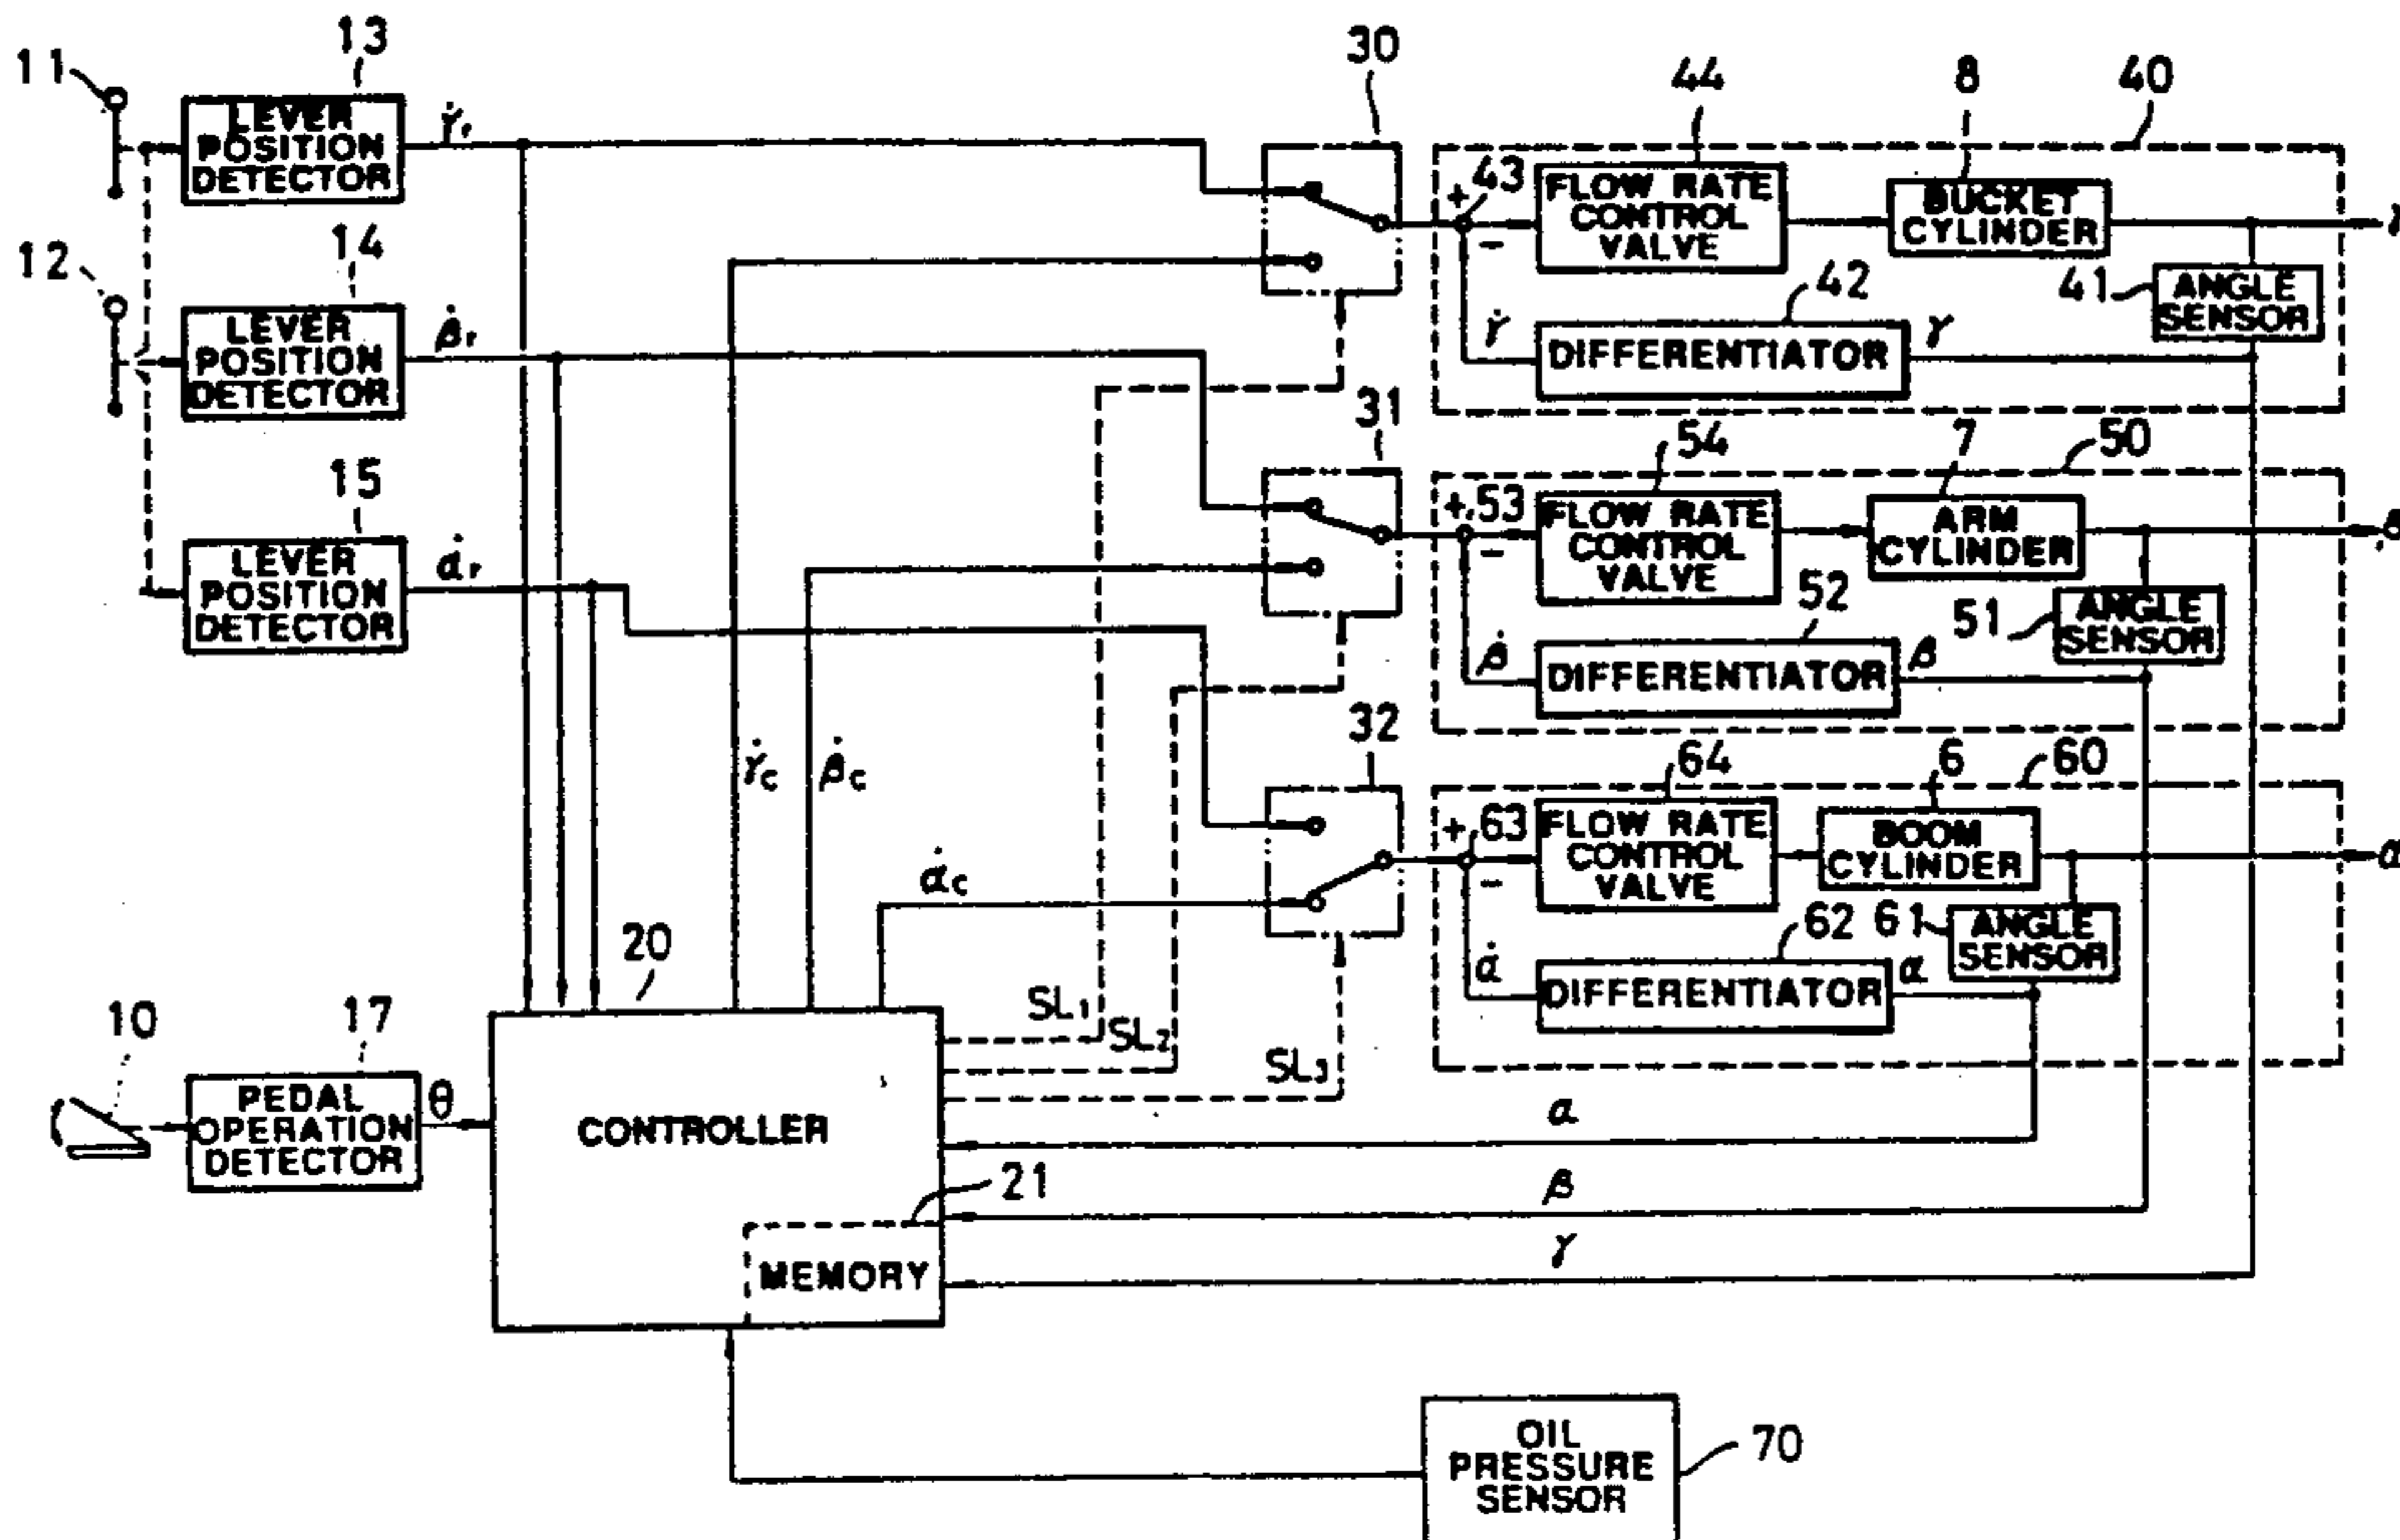 11
13
LEVER
POSITION
DETECTOR
γ̇r
30
44
8
40
+
43
-
FLOW RATE
CONTROL
VALVE
BUCKET
CYLINDER
γ
12
14
LEVER
POSITION
DETECTOR
β̇r
42
41
ANGLE
SENSOR
γ̇
DIFFERENTIATOR
γ
31
54
7
50
15
LEVER
POSITION
DETECTOR
α̇r
+
53
-
FLOW RATE
CONTROL
VALVE
ARM
CYLINDER
β
52
51
ANGLE
SENSOR
β̇
DIFFERENTIATOR
β
32
64
6
60
γ̇c
β̇c
+
63
-
FLOW RATE
CONTROL
VALVE
BOOM
CYLINDER
α
α̇c
62
61
ANGLE
SENSOR
α̇
DIFFERENTIATOR
α
10
17
PEDAL
OPERATION
DETECTOR
θ
20
CONTROLLER
SL1
SL2
SL3
α
21
β
MEMORY
γ
OIL
PRESSURE
SENSOR
70